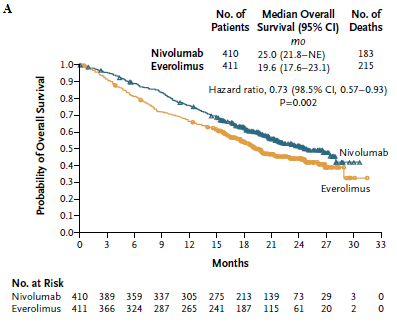 A
No. of Patients Median Overall Survival (95% CI) No. of Deaths
mo
Nivolumab 410 25.0 (21.8–NE) 183
Everolimus 411 19.6 (17.6–23.1) 215
Hazard ratio, 0.73 (98.5% CI, 0.57–0.93)
P=0.002
Probability of Overall Survival
1.0
0.9
0.8
0.7
0.6
0.5
0.4
0.3
0.2
0.1
0.0
Nivolumab
Everolimus
0 3 6 9 12 15 18 21 24 27 30 33
Months
No. at Risk
Nivolumab 410 389 359 337 305 275 213 139 73 29 3 0
Everolimus 411 366 324 287 265 241 187 115 61 20 2 0